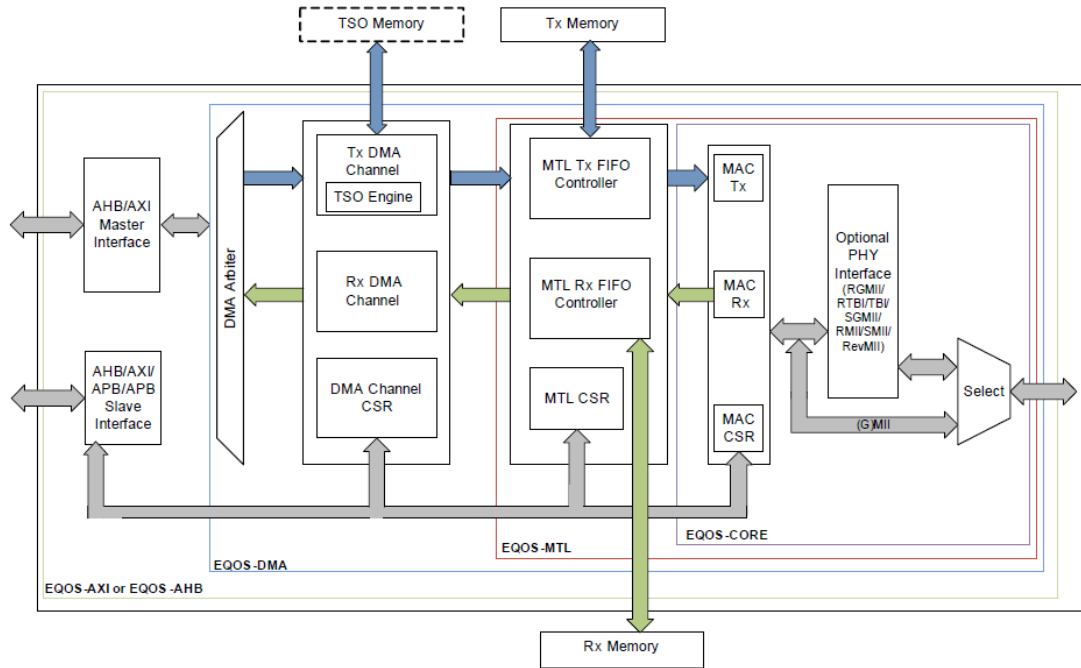 TSO Memory
Tx Memory
AHB/AXI
Master
Interface
DMA Arbiter
Tx DMA
Channel
TSO Engine
MTL Tx FIFO
Controller
MAC
Tx
Optional
PHY
Interface
(RGMII/
RTBI/TBI/
SGMII/
RMII/SMII/
RevMII)
Rx DMA
Channel
MTL Rx FIFO
Controller
MAC
Rx
AHB/AXI/
APB/APB
Slave
Interface
DMA Channel
CSR
MTL CSR
MAC
CSR
(G)MII
Select
EQOS-CORE
EQOS-MTL
EQOS-DMA
EQOS-AXI or EQOS-AHB
Rx Memory